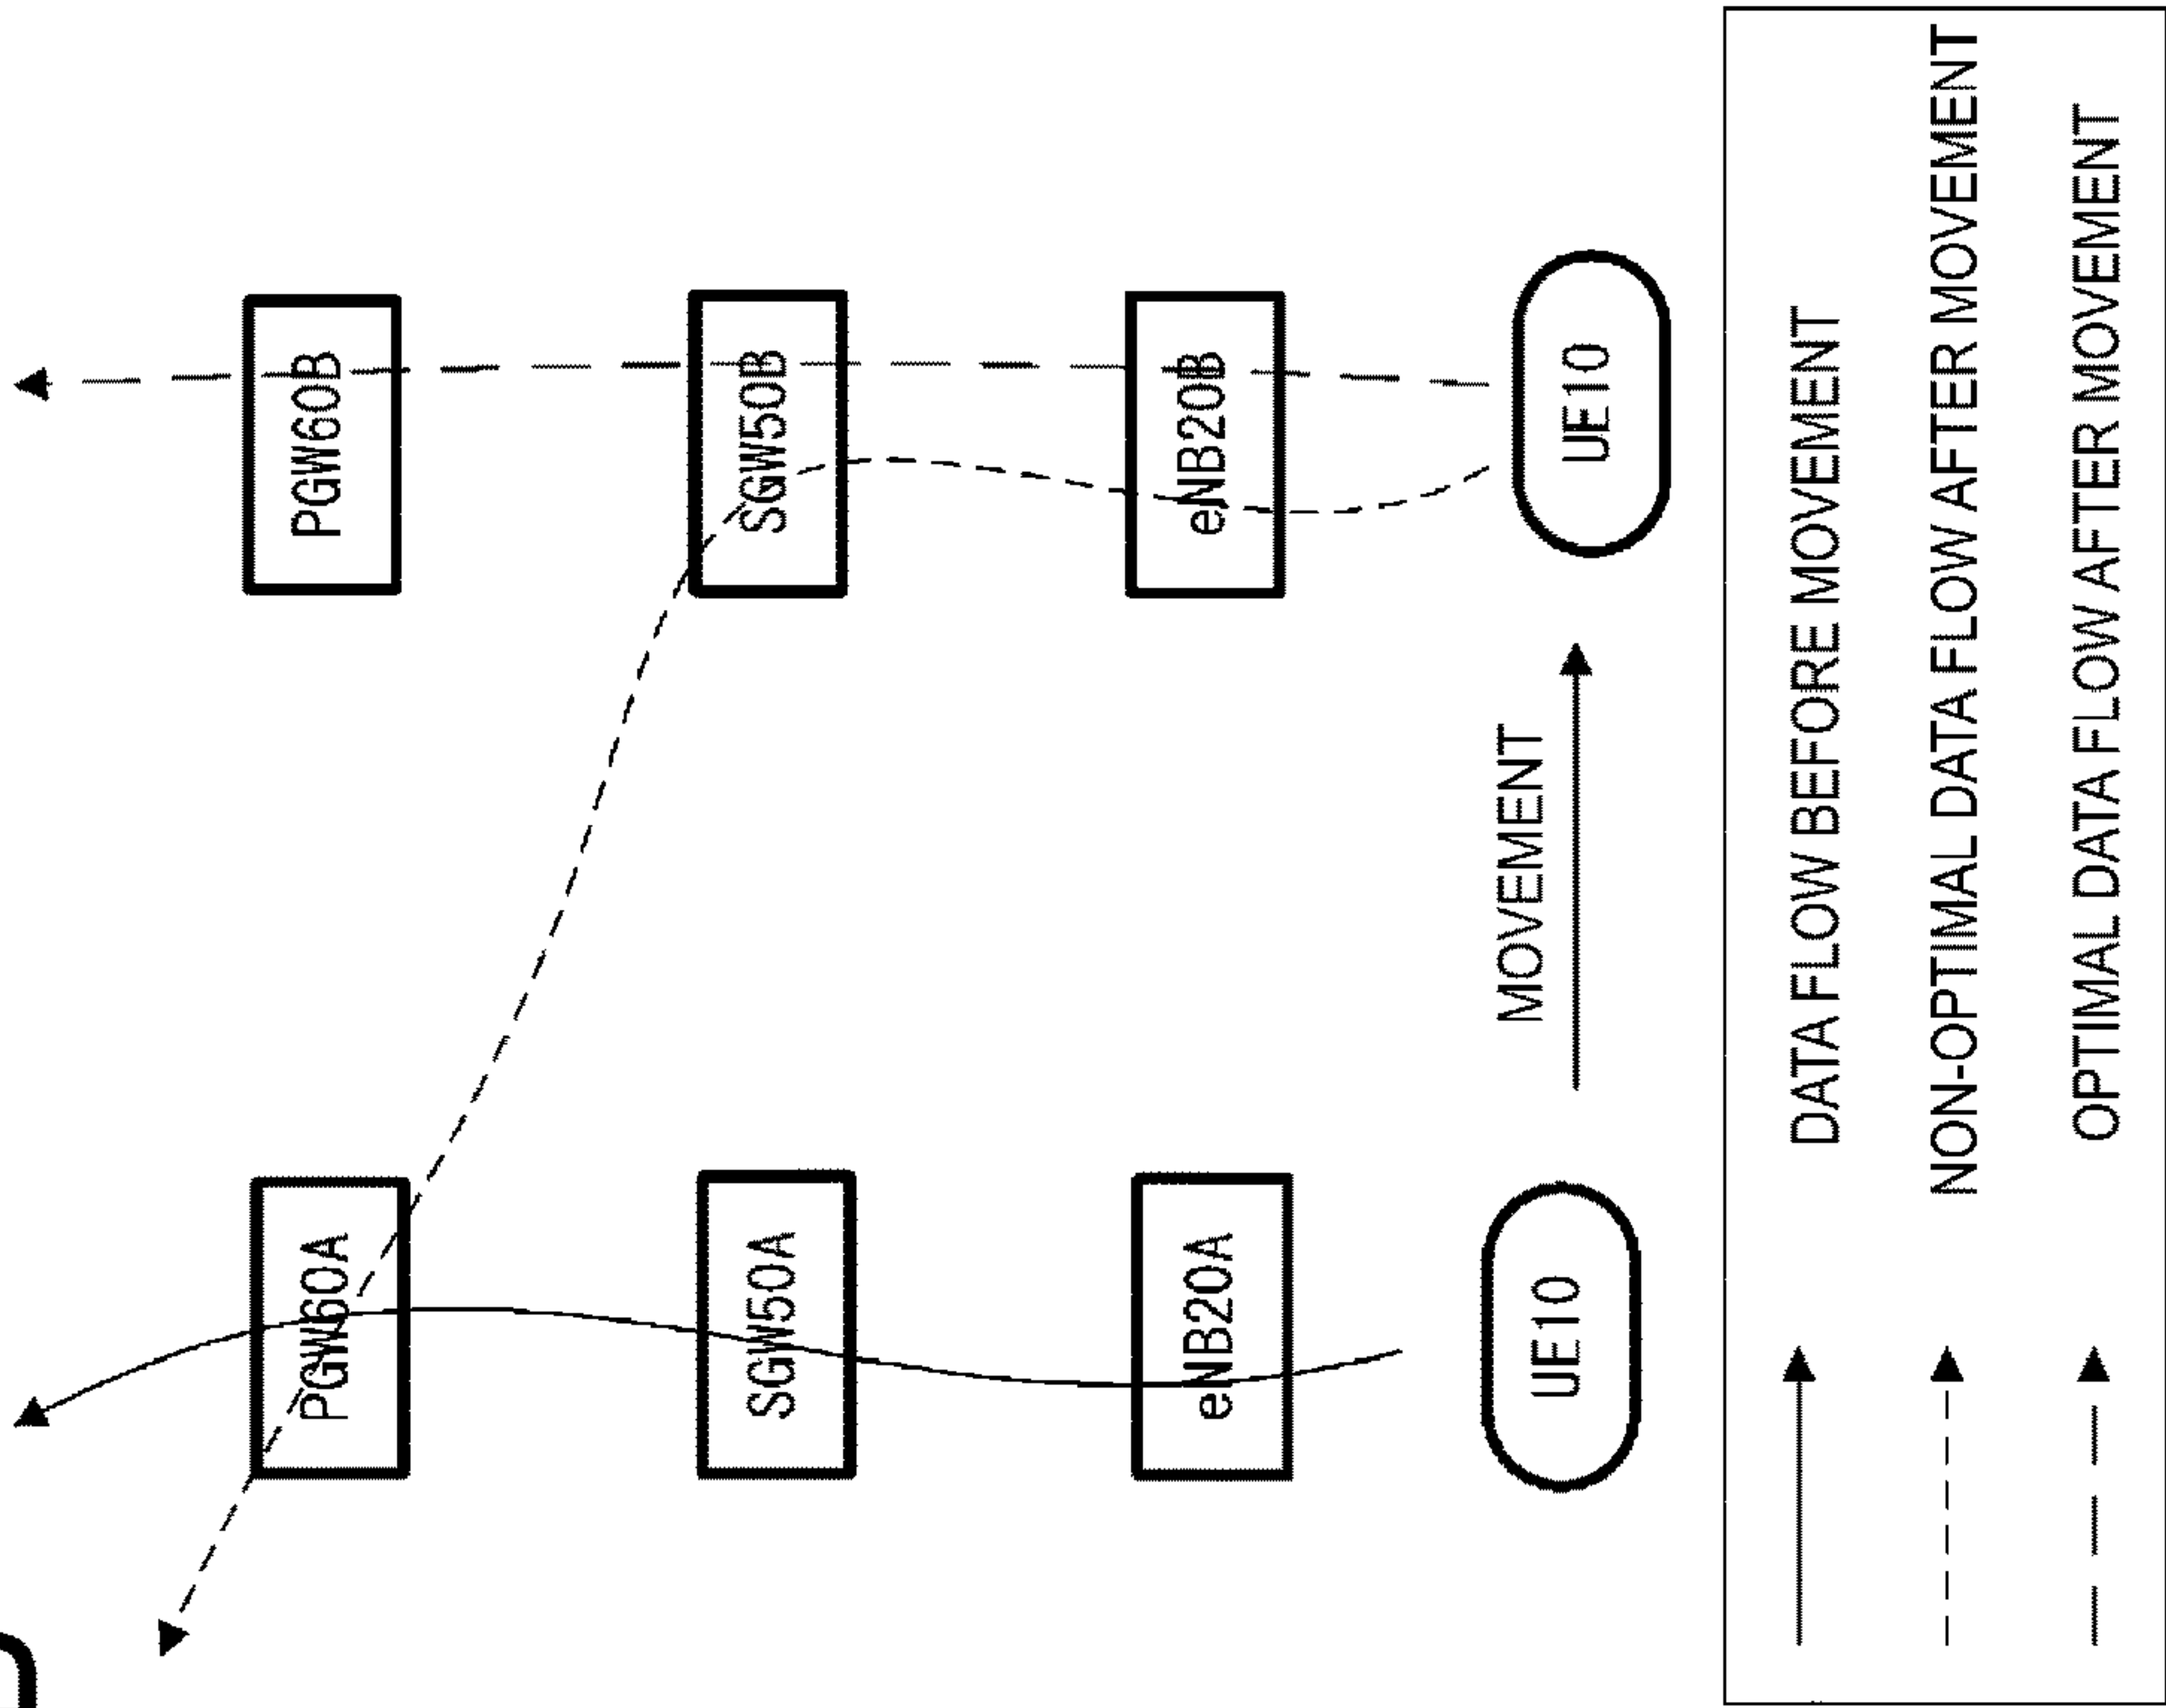 PGW60A
PGW60B
SGW50A
SGW50B
eNB20A
eNB20B
MOVEMENT
UE10
UE10
DATA FLOW BEFORE MOVEMENT
NON-OPTIMAL DATA FLOW AFTER MOVEMENT
OPTIMAL DATA FLOW AFTER MOVEMENT